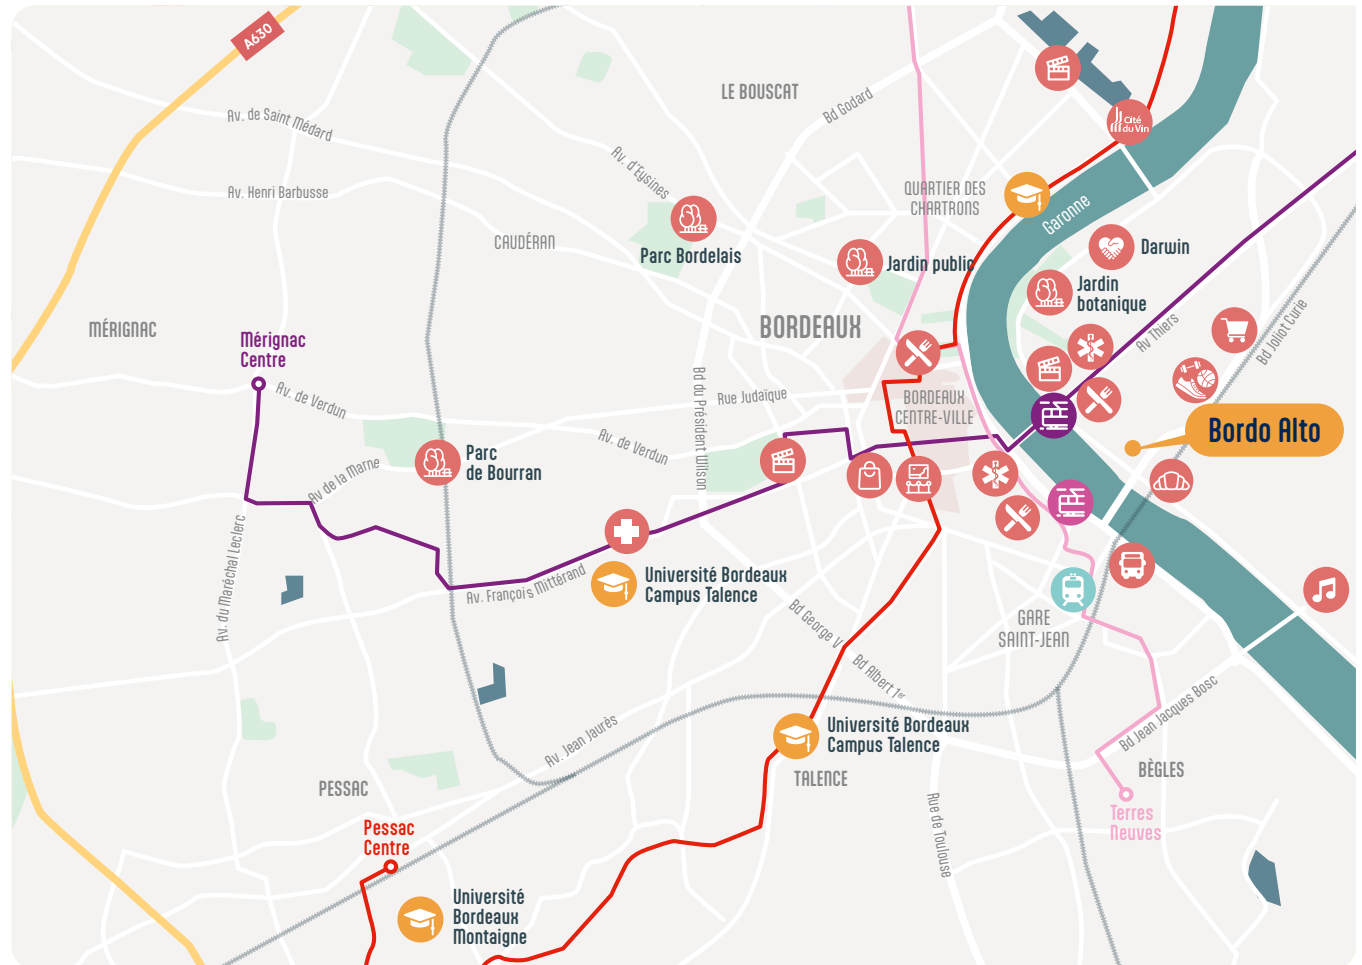 A630
LE BOUSCAT
Bd Godard
Cité
du Vin
Av. de Saint Médard
Av. d'Eysines
Av. Henri Barbusse
QUARTIER DES
CHARTRONS
Garonne
CAUDÉRAN
Parc Bordelais
Jardin public
Darwin
Jardin
botanique
MÉRIGNAC
BORDEAUX
Av Thiers
Bd Joliot Curie
Mérignac
Centre
Av. de Verdun
Bd du Président Wilson
Rue Judaïque
BORDEAUX
CENTRE-VILLE
Bordo Alto
Av. de Verdun
Parc
de Bourran
Av de la Marne
Av. du Maréchal Leclerc
Av. François Mittérand
Université Bordeaux
Campus Talence
Bd George V
GARE
SAINT-JEAN
Bd Albert 1er
Bd Jean Jacques Bosc
Université Bordeaux
Campus Talence
Av. Jean Jaurès
TALENCE
BÈGLES
PESSAC
Rue de Toulouse
Terres
Neuves
Pessac
Centre
Université
Bordeaux
Montaigne